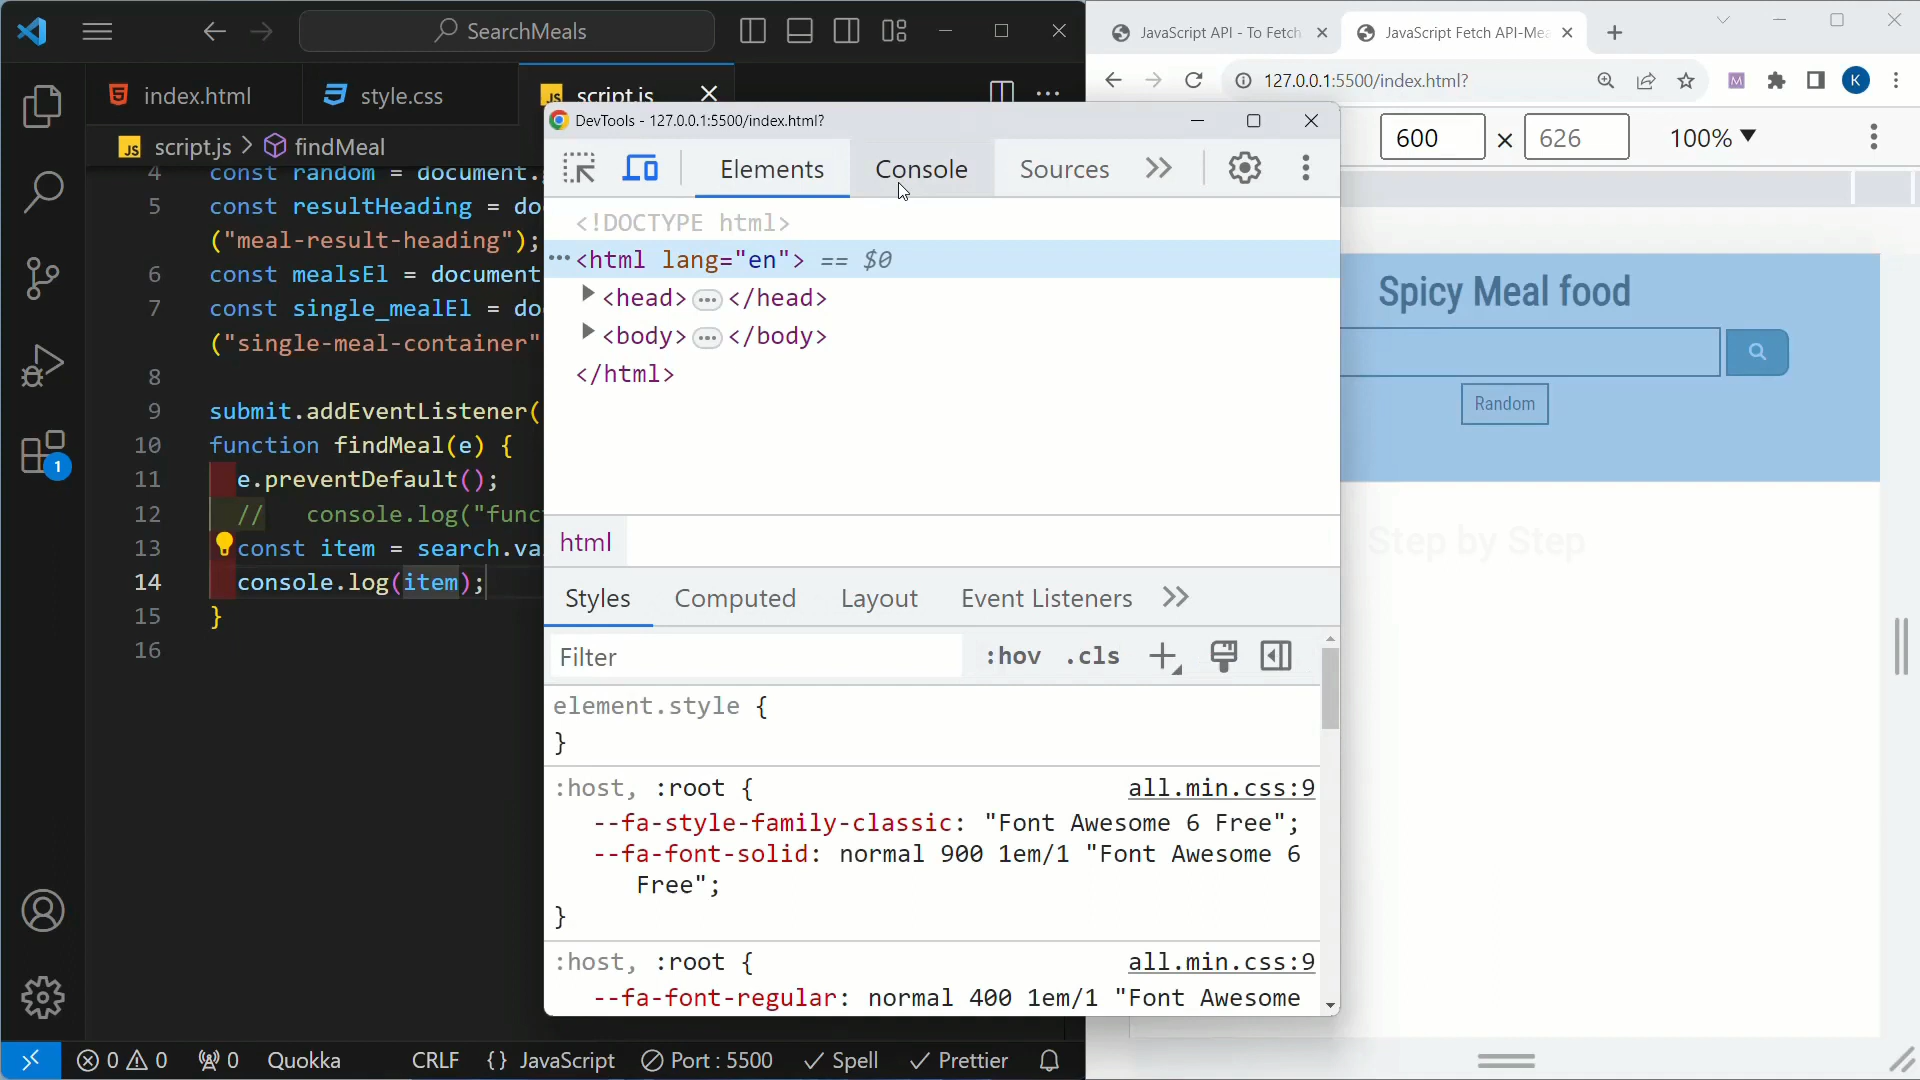 SearchMeals
index.html
style.css
script.js
script.js > findMeal
4 const random = document.
5 const resultHeading =
("meal-result-heading");
6 const mealsEl = document
7 const single_mealEl =
("single-meal-container"
8
9 submit.addEventListener(
10 function findMeal(e) {
11 e.preventDefault();
12 // console.log("func
13 const item = search.
14 console.log(item);
15 }
16
1
0 0
0
Quokka
CRLF
{ } JavaScript
Port : 5500
Spell
Prettier
DevTools - 127.0.0.1:5500/index.html?
Elements
Console
Sources
<!DOCTYPE html>
<html lang="en"> == $0
<head> </head>
<body> </body>
</html>
html
Styles
Computed
Layout
Event Listeners
Filter
:hov
.cls
element.style {
}
:host, :root {
all.min.css:9
--fa-style-family-classic: "Font Awesome 6 Free";
--fa-font-solid: normal 900 1em/1 "Font Awesome 6
Free";
}
:host, :root {
all.min.css:9
--fa-font-regular: normal 400 1em/1 "Font Awesome
JavaScript API - To Fetch
JavaScript Fetch API-Mea
127.0.0.1:5500/index.html?
M
K
600
×
626
100%
Spicy Meal food
Random
Step by Step